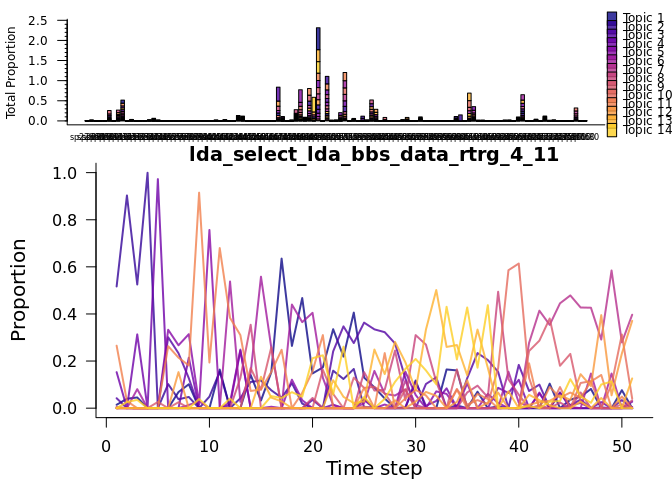 2.5
2.0
1.5
1.0
0.5
0.0
Total Proportion
Topic 1
Topic 2
Topic 3
Topic 4
Topic 5
Topic 6
Topic 7
Topic 8
Topic 9
Topic 10
Topic 11
Topic 12
Topic 13
Topic 14
lda_select_lda_bbs_data_rtrg_4_11
1.0
0.8
0.6
0.4
0.2
0.0
Proportion
0 10 20 30 40 50
Time step